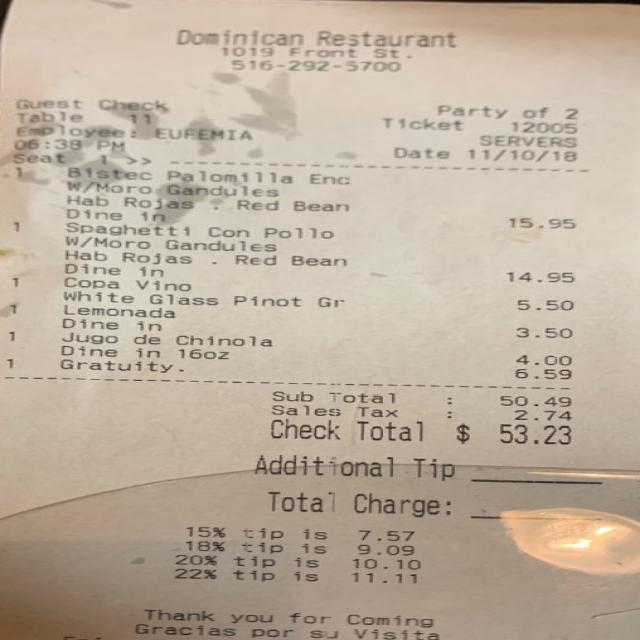 Dominican Restaurant
1019 Front St.
516-292-5700
Guest Check Party of 2
Table 11 Ticket 12005
Employee: EUFEMIA SERVERS
06:38 PM Date 11/10/18
Seat 1 >> --------------------------------
1 Bistec Palomilla Enc
W/Moro Gandules
Hab Rojas . Red Bean
Dine in 15.95
1 Spaghetti Con Pollo
W/Moro Gandules
Hab Rojas . Red Bean
Dine in 14.95
1 Copa Vino
White Glass Pinot Gr 5.50
1 Lemonada
Dine in 3.50
1 Jugo de Chinola
Dine in 16oz 4.00
1 Gratuity. 6.59
Sub Total : 50.49
Sales Tax : 2.74
Check Total $ 53.23
Additional Tip ________
Total Charge: ________
15% tip is 7.57
18% tip is 9.09
20% tip is 10.10
22% tip is 11.11
Thank you for Coming
Gracias por su Visita